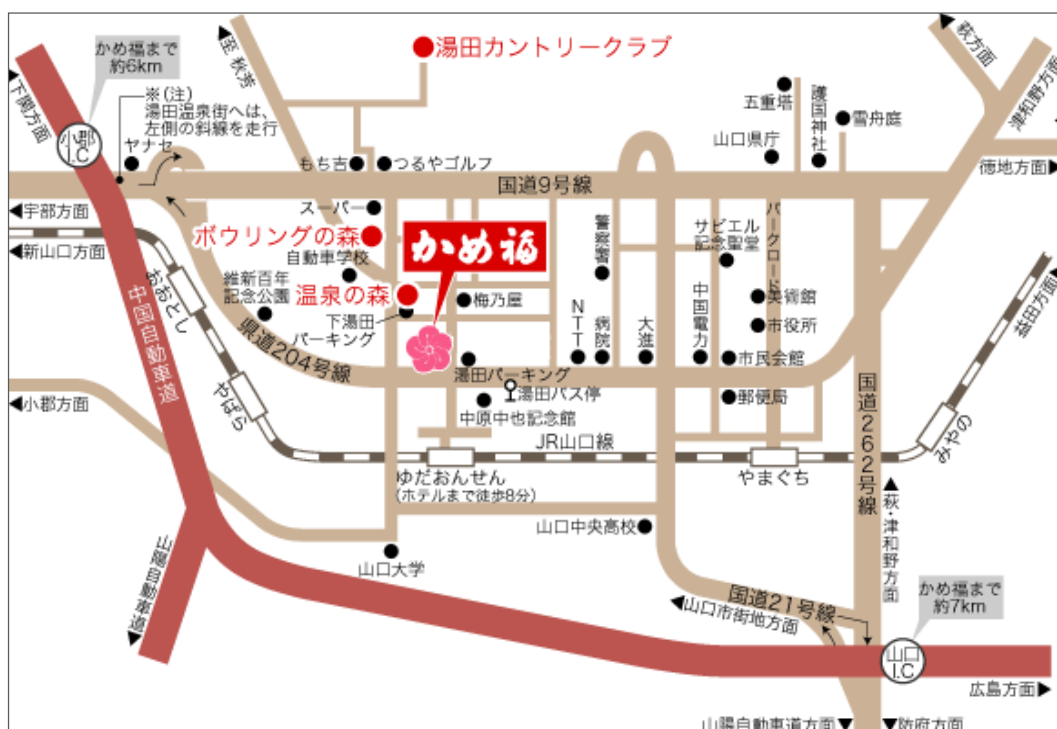 かめ福まで
約6km
◀下関方面
小郡
I.C
※(注)
湯田温泉街へは、
左側の斜線を走行
ヤナセ
◀至 秋芳
湯田カントリークラブ
もち吉
つるやゴルフ
五重塔
護国神社
雪舟庭
山口県庁
◀萩方面
津和野方面
徳地方面▶
国道9号線
◀宇部方面
◀新山口方面
スーパー
ボウリングの森
自動車学校
かめ福
警察署
サビエル
記念聖堂
パークロード
おおとし
維新百年
記念公園
温泉の森
下湯田
パーキング
梅乃屋
美術館
市役所
益田方面
中国自動車道
県道204号線
NTT
病院
大進
中国電力
市民会館
湯田パーキング
湯田バス停
郵便局
中原中也記念館
◀小郡方面
やばら
JR山口線
ゆだおんせん
(ホテルまで徒歩8分)
やまぐち
みやの
国道262号線
山口中央高校
◀萩・津和野方面
山口大学
山陽自動車道▶
国道21号線
◀山口市街地方面
かめ福まで
約7km
山口
I.C
広島方面▶
山陽自動車道方面▼
▼防府方面